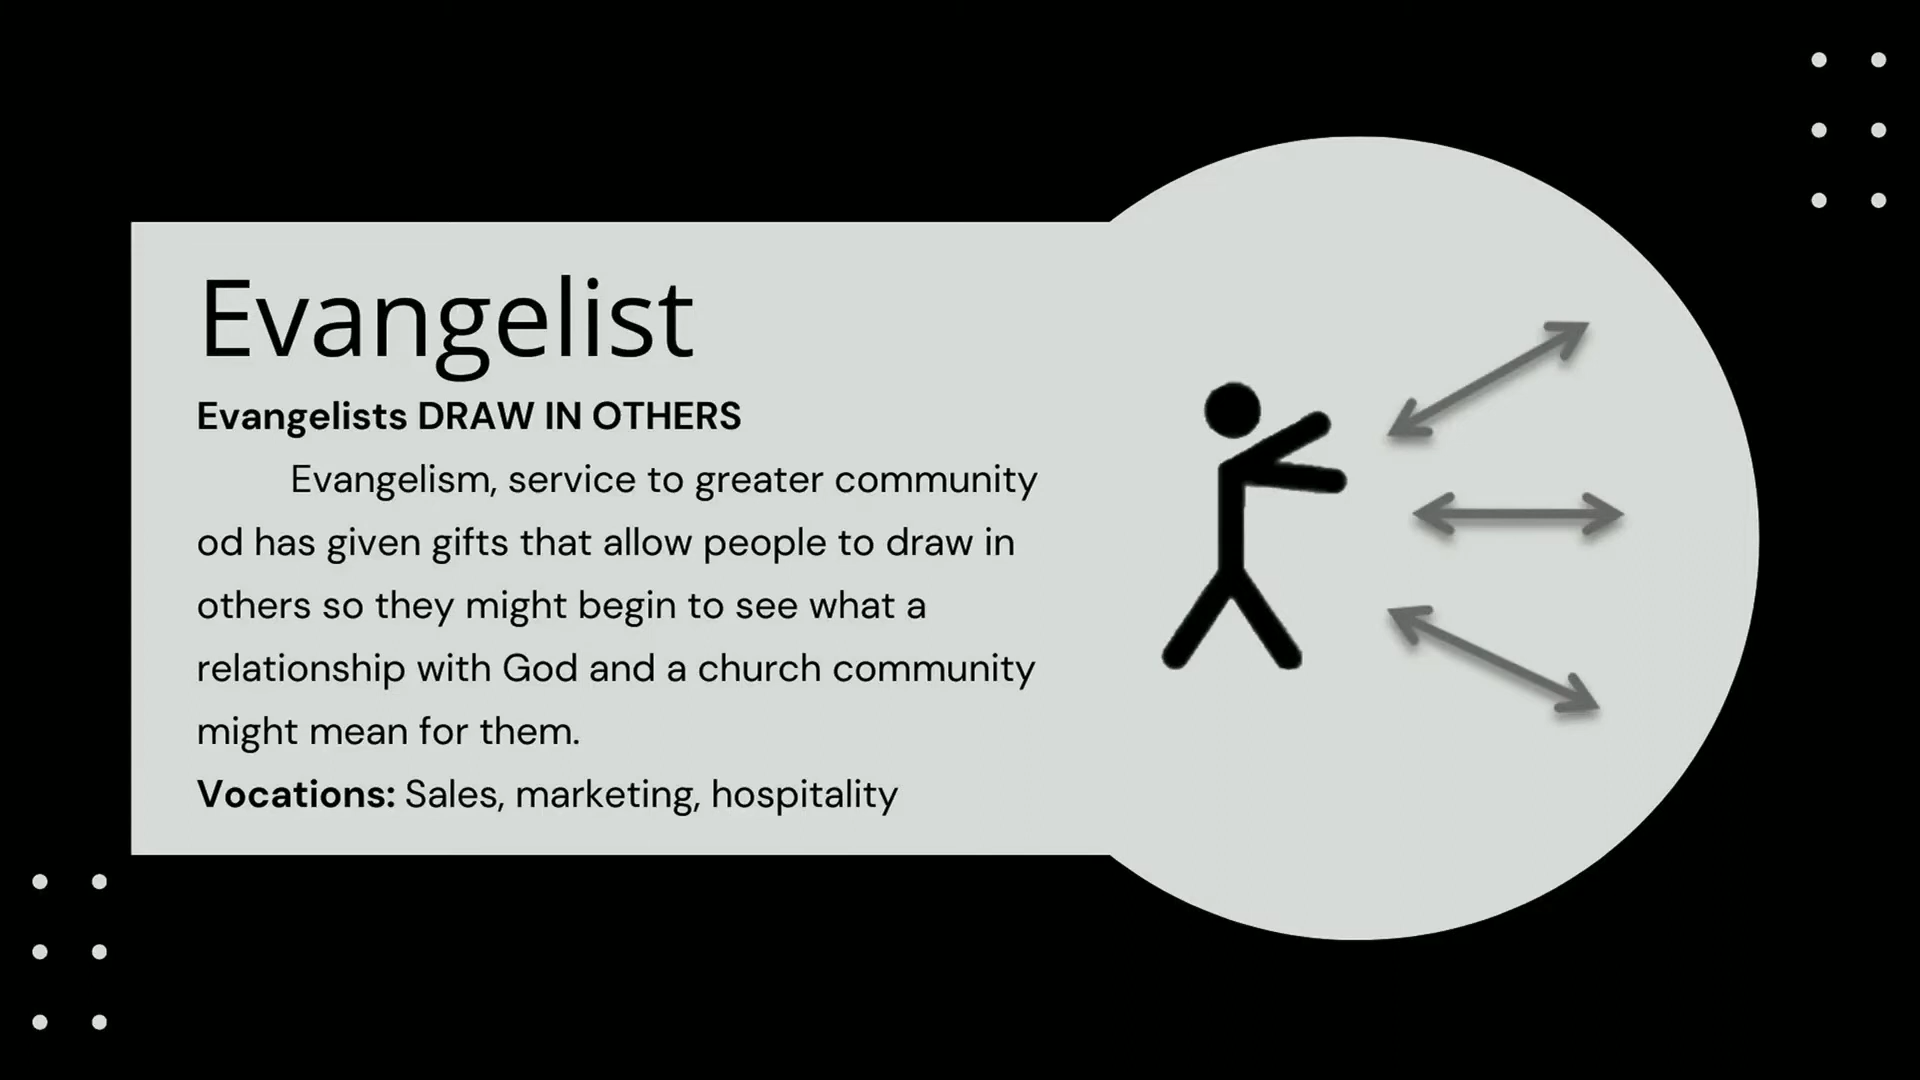 Evangelist
Evangelists DRAW IN OTHERS
Evangelism, service to greater community
od has given gifts that allow people to draw in
others so they might begin to see what a
relationship with God and a church community
might mean for them.
Vocations: Sales, marketing, hospitality